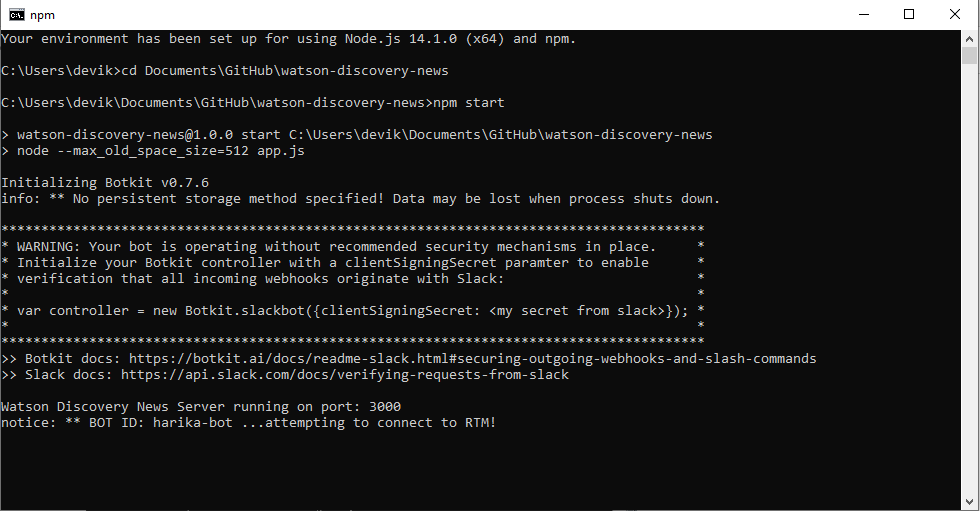 npm
Your environment has been set up for using Node.js 14.1.0 (x64) and npm.
C:\Users\devik>cd Documents\GitHub\watson-discovery-news
C:\Users\devik\Documents\GitHub\watson-discovery-news>npm start
> watson-discovery-news@1.0.0 start C:\Users\devik\Documents\GitHub\watson-discovery-news
> node --max_old_space_size=512 app.js
Initializing Botkit v0.7.6
info: ** No persistent storage method specified! Data may be lost when process shuts down.
****************************************************************************************
* WARNING: Your bot is operating without recommended security mechanisms in place.     *
* Initialize your Botkit controller with a clientSigningSecret paramter to enable      *
* verification that all incoming webhooks originate with Slack:                        *
*                                                                                      *
* var controller = new Botkit.slackbot({clientSigningSecret: <my secret from slack>}); *
*                                                                                      *
****************************************************************************************
>> Botkit docs: https://botkit.ai/docs/readme-slack.html#securing-outgoing-webhooks-and-slash-commands
>> Slack docs: https://api.slack.com/docs/verifying-requests-from-slack
Watson Discovery News Server running on port: 3000
notice: ** BOT ID: harika-bot ...attempting to connect to RTM!